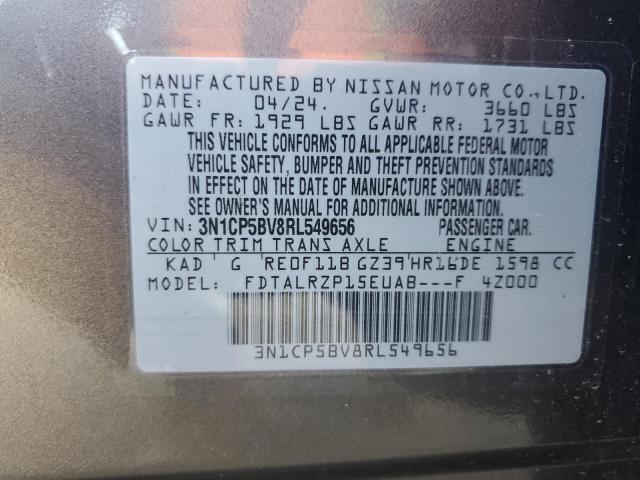 MANUFACTURED BY NISSAN MOTOR CO.,LTD.
DATE: 04/24. GVWR: 3660 LBS
GAWR FR: 1929 LBS GAWR RR: 1731 LBS
THIS VEHICLE CONFORMS TO ALL APPLICABLE FEDERAL MOTOR
VEHICLE SAFETY, BUMPER AND THEFT PREVENTION STANDARDS
IN EFFECT ON THE DATE OF MANUFACTURE SHOWN ABOVE.
SEE OWNER'S MANUAL FOR ADDITIONAL INFORMATION.
VIN: 3N1CP5BV8RL549656 PASSENGER CAR.
COLOR TRIM TRANS AXLE ENGINE
KAD G RE0F11B GZ39 HR16DE 1598 CC
MODEL: FDTALRZP15EUAB---F 4Z000
3N1CP5BV8RL549656